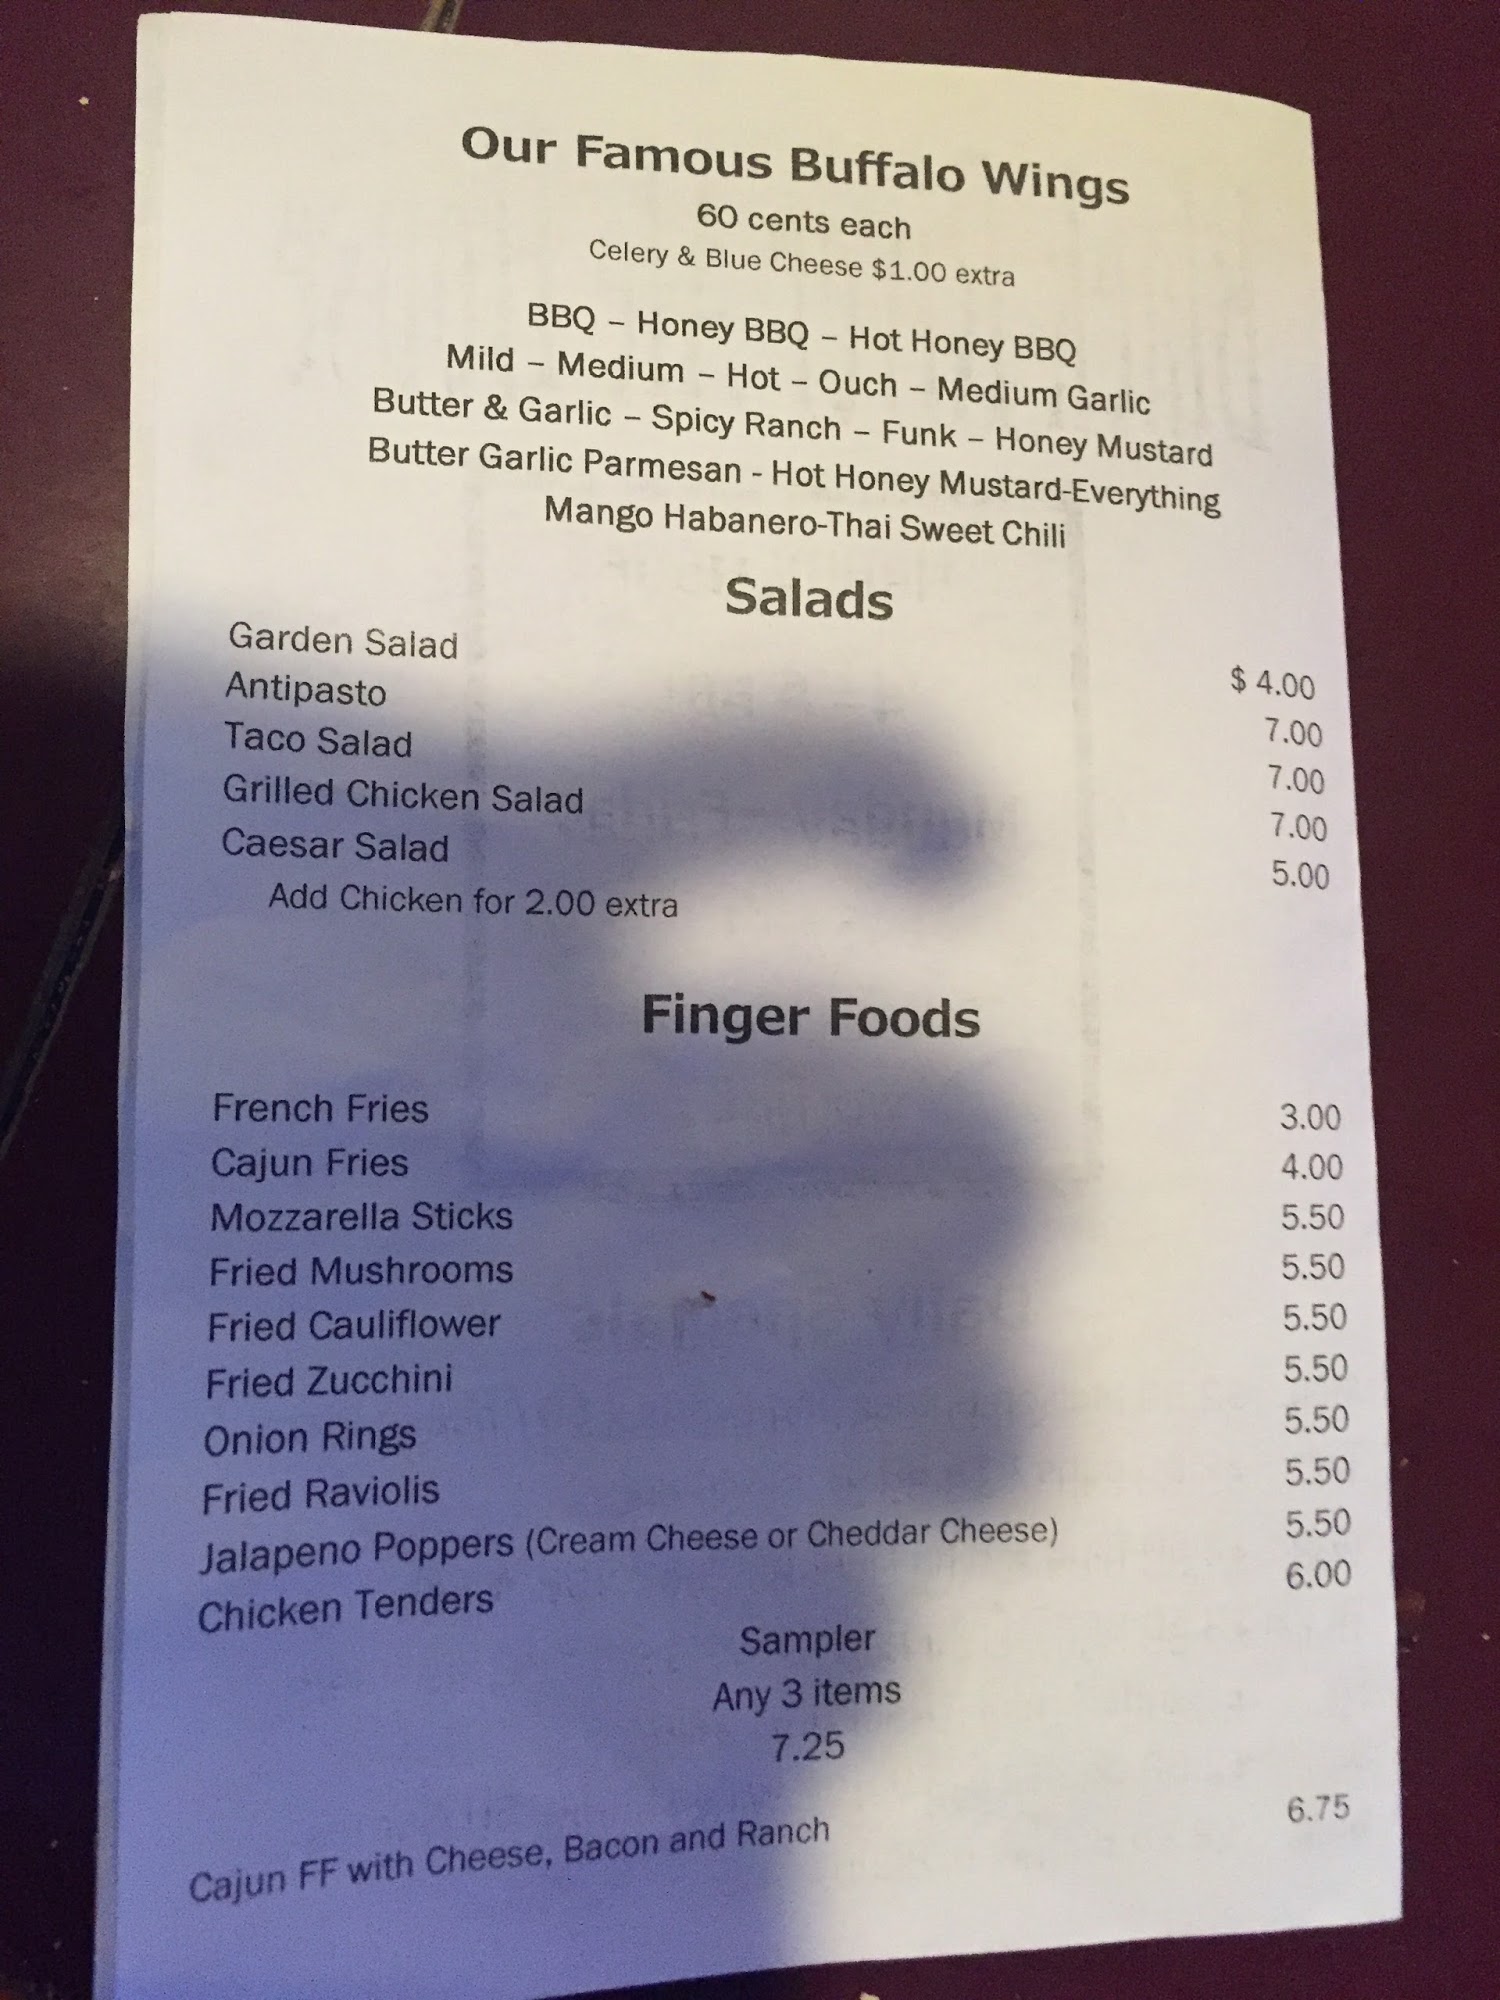 Our Famous Buffalo Wings
60 cents each
Celery & Blue Cheese $1.00 extra
BBQ – Honey BBQ – Hot Honey BBQ
Mild – Medium – Hot – Ouch – Medium Garlic
Butter & Garlic – Spicy Ranch – Funk – Honey Mustard
Butter Garlic Parmesan - Hot Honey Mustard-Everything
Mango Habanero-Thai Sweet Chili
Salads
Garden Salad $ 4.00
Antipasto 7.00
Taco Salad 7.00
Grilled Chicken Salad 7.00
Caesar Salad 5.00
Add Chicken for 2.00 extra
Finger Foods
French Fries 3.00
Cajun Fries 4.00
Mozzarella Sticks 5.50
Fried Mushrooms 5.50
Fried Cauliflower 5.50
Fried Zucchini 5.50
Onion Rings 5.50
Fried Raviolis 5.50
Jalapeno Poppers (Cream Cheese or Cheddar Cheese) 5.50
Chicken Tenders 6.00
Sampler
Any 3 items
7.25
Cajun FF with Cheese, Bacon and Ranch 6.75